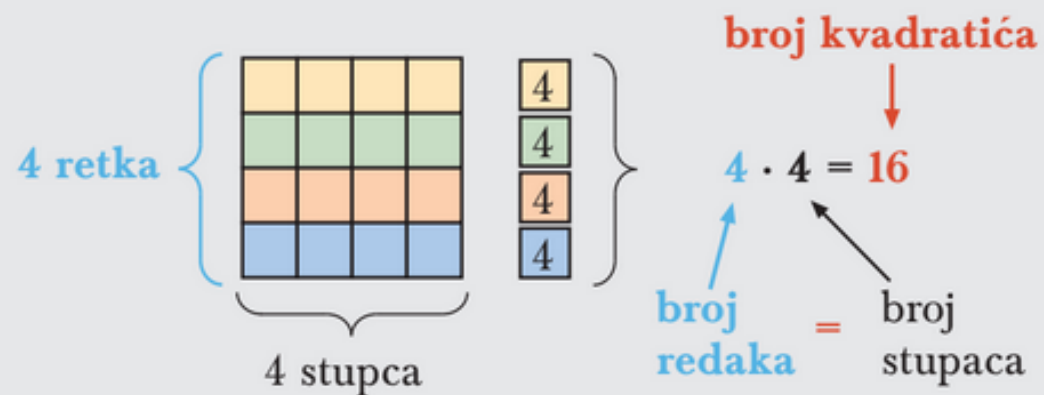 broj kvadratića
4 retka
4
4
4
4
4 · 4 = 16
4 stupca
broj redaka = broj stupaca